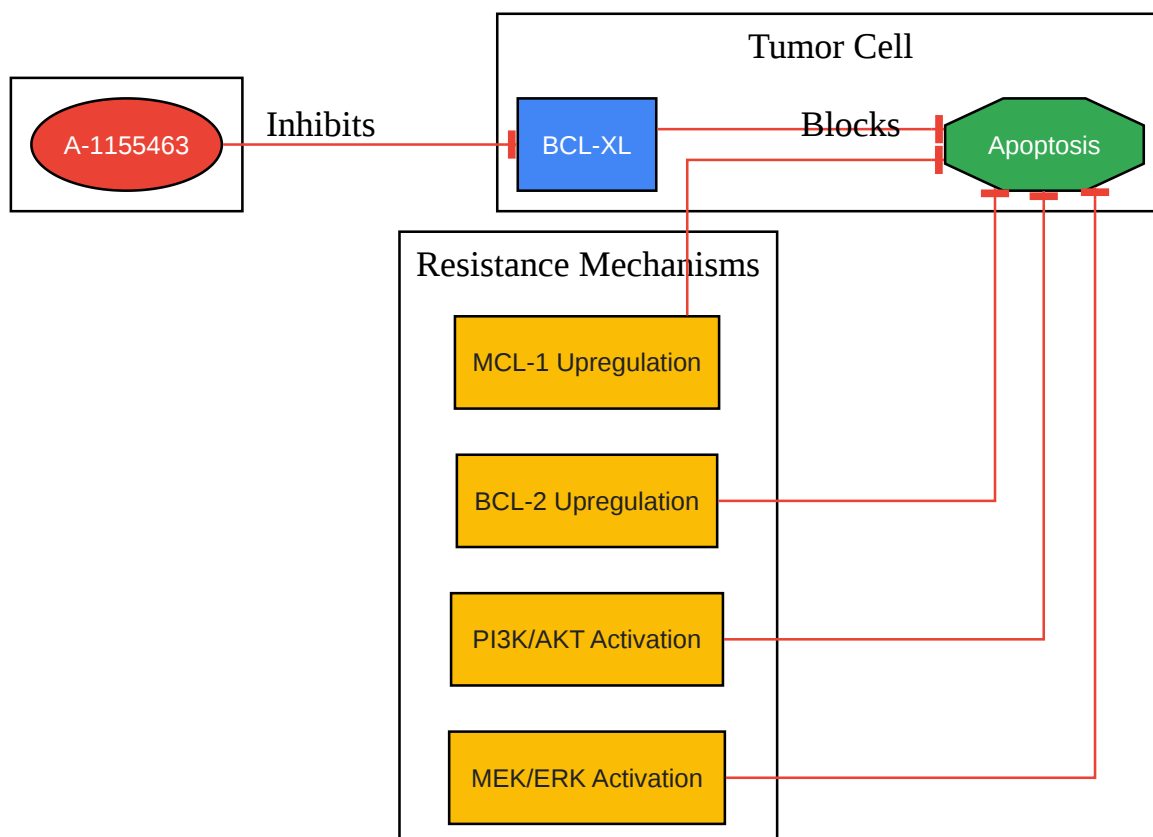 Tumor Cell
A-1155463
Inhibits
BCL-XL
Blocks
Apoptosis
Resistance Mechanisms
MCL-1 Upregulation
BCL-2 Upregulation
PI3K/AKT Activation
MEK/ERK Activation